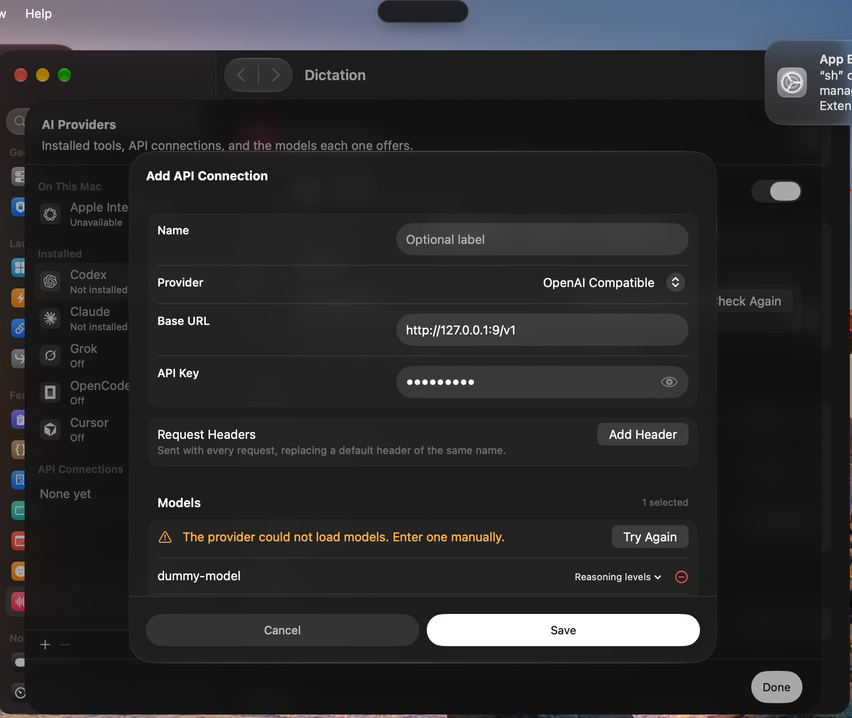 Help
Dictation
"sh" c
AI Providers
Installed tools, API connections, and the models each one offers.
On This Mac
Apple Inte
Unavailable
Installed
Codex
Not installed
Claude
Not installed
Grok
Off
OpenCode
Off
Cursor
Off
API Connections
None yet
Add API Connection
Name
Optional label
Provider
OpenAI Compatible
Base URL
http://127.0.0.1:9/v1
API Key
•••••••••
Request Headers
Add Header
Sent with every request, replacing a default header of the same name.
Models
1 selected
The provider could not load models. Enter one manually.
Try Again
dummy-model
Reasoning levels
Cancel
Save
Check Again
Done